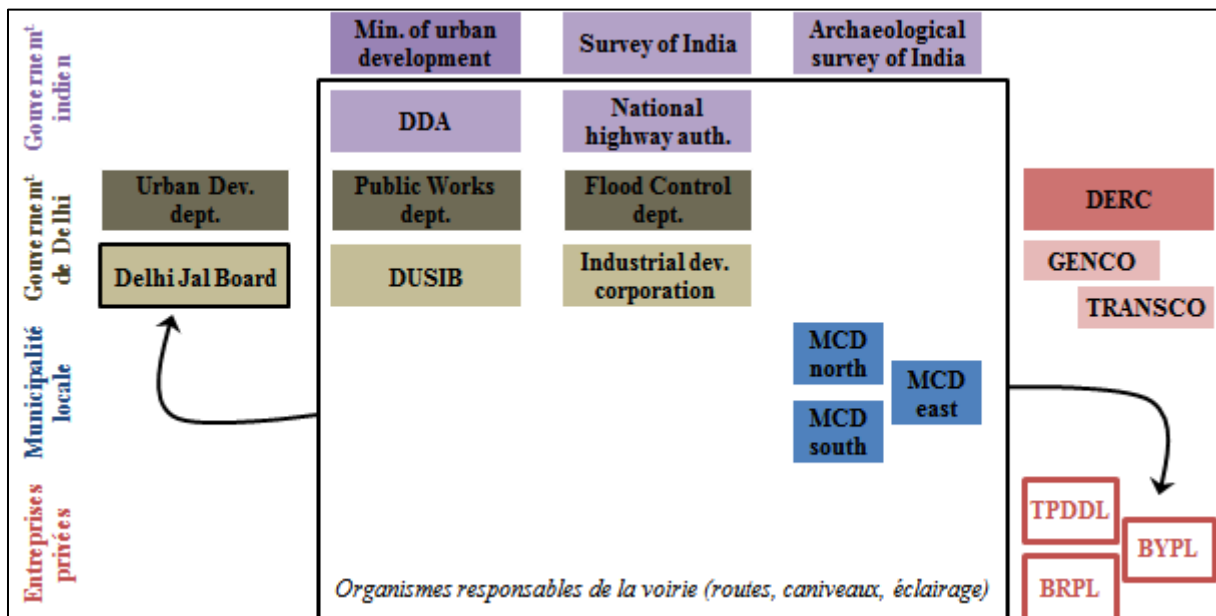 Gouvernemᵗ
indien
Min. of urban
development
Survey of India
Archaeological
survey of India
DDA
National
highway auth.
Gouvernemᵗ
de Delhi
Urban Dev.
dept.
Public Works
dept.
Flood Control
dept.
DERC
Delhi Jal Board
DUSIB
Industrial dev.
corporation
GENCO
TRANSCO
Municipalité
locale
MCD
north
MCD
east
MCD
south
Entreprises
privées
TPDDL
BYPL
BRPL
Organismes responsables de la voirie (routes, caniveaux, éclairage)